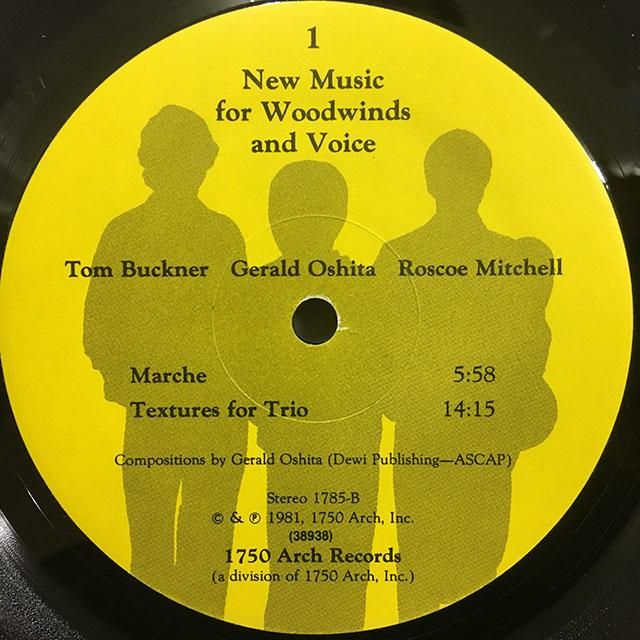 1
New Music
for Woodwinds
and Voice
Tom Buckner Gerald Oshita Roscoe Mitchell
Marche 5:58
Textures for Trio 14:15
Compositions by Gerald Oshita (Dewi Publishing—ASCAP)
Stereo 1785-B
© & ℗ 1981, 1750 Arch, Inc.
(38938)
1750 Arch Records
(a division of 1750 Arch, Inc.)